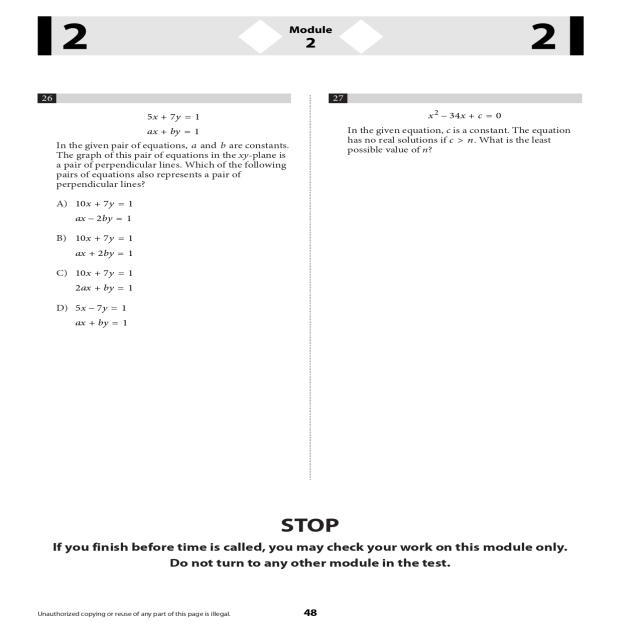 2
Module
2
2
26
5x + 7y = 1
ax + by = 1
In the given pair of equations, a and b are constants.
The graph of this pair of equations in the xy-plane is
a pair of perpendicular lines. Which of the following
pairs of equations also represents a pair of
perpendicular lines?
A) 10x + 7y = 1
ax − 2by = 1
B) 10x + 7y = 1
ax + 2by = 1
C) 10x + 7y = 1
2ax + by = 1
D) 5x − 7y = 1
ax + by = 1
27
x² − 34x + c = 0
In the given equation, c is a constant. The equation
has no real solutions if c > n. What is the least
possible value of n?
STOP
If you finish before time is called, you may check your work on this module only.
Do not turn to any other module in the test.
Unauthorized copying or reuse of any part of this page is illegal.
48